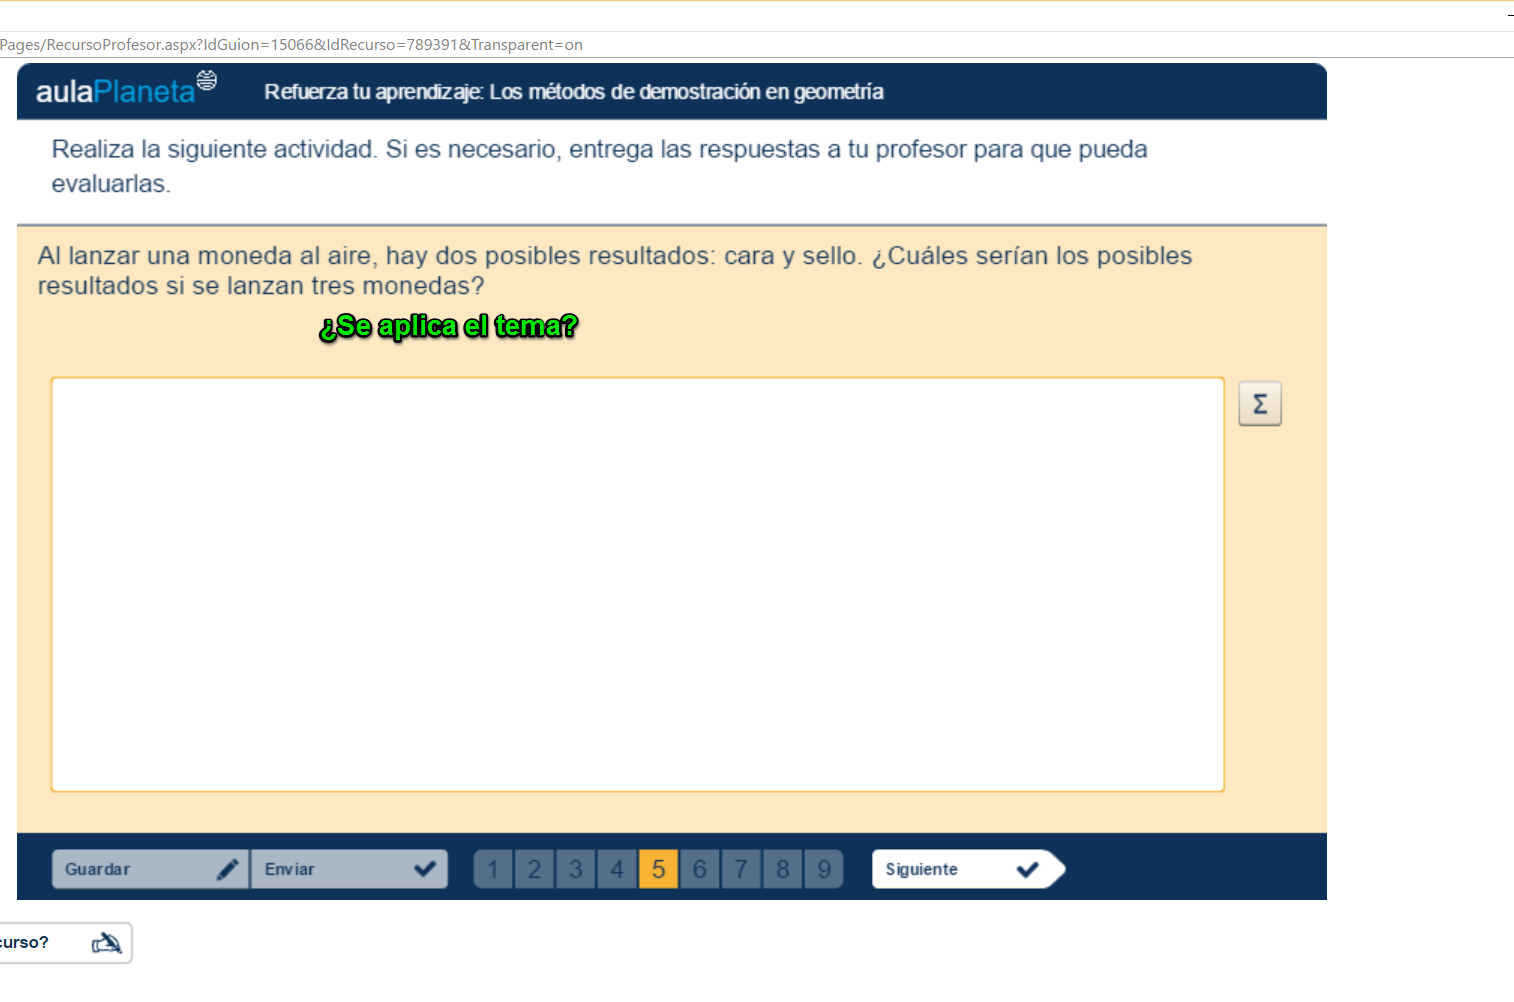 Pages/RecursoProfesor.aspx?IdGuion=15066&IdRecurso=789391&Transparent=on
aulaPlaneta Refuerza tu aprendizaje: Los métodos de demostración en geometría
Realiza la siguiente actividad. Si es necesario, entrega las respuestas a tu profesor para que pueda
evaluarlas.
Al lanzar una moneda al aire, hay dos posibles resultados: cara y sello. ¿Cuáles serían los posibles
resultados si se lanzan tres monedas?
¿Se aplica el tema?
Σ
Guardar Enviar 1 2 3 4 5 6 7 8 9 Siguiente
curso?